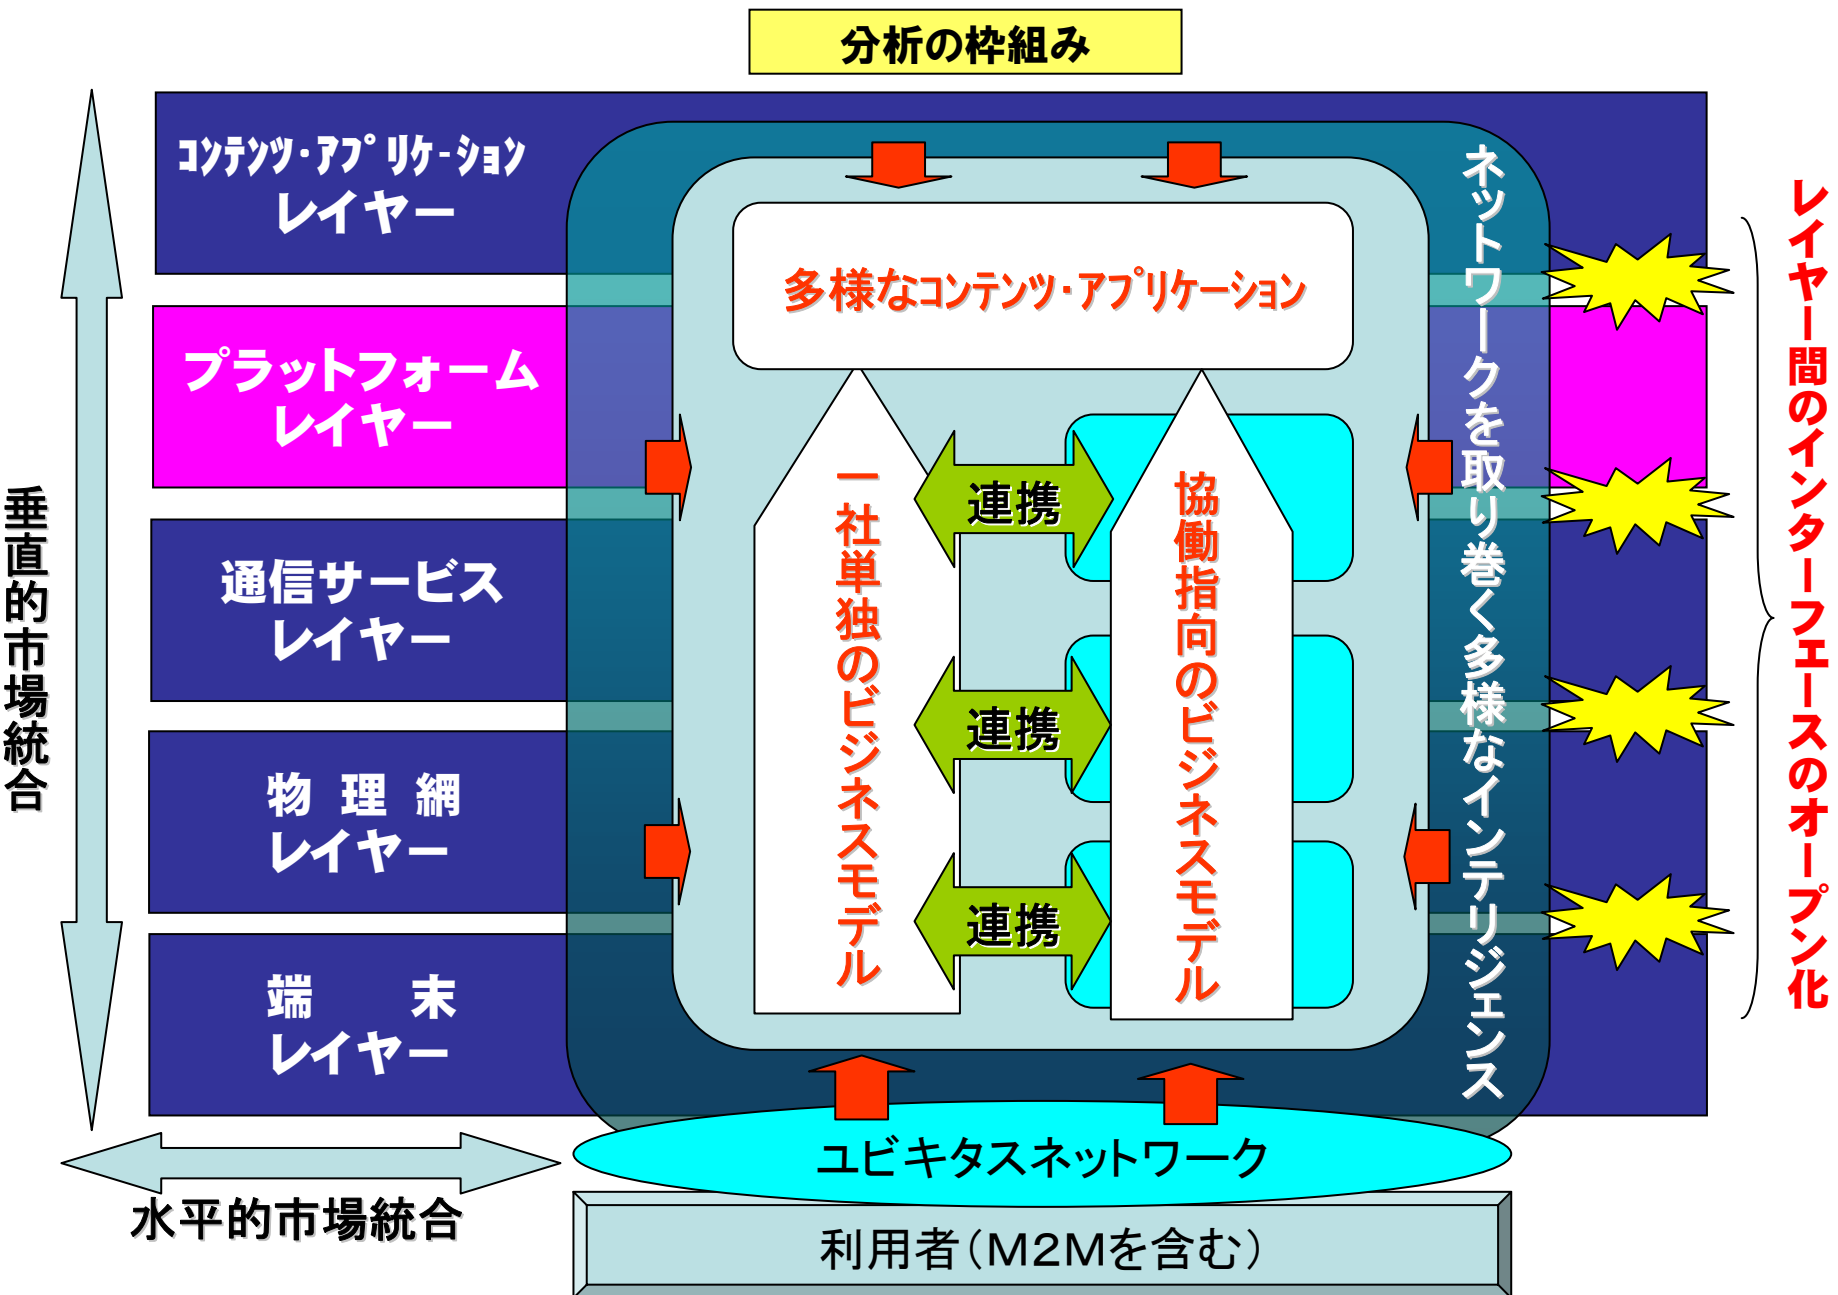 分析の枠組み
ｺﾝﾃﾝﾂ･ｱﾌﾟﾘｹｰｼｮﾝ
レイヤー
プラットフォーム
レイヤー
通信サービス
レイヤー
物 理 網
レイヤー
端　末
レイヤー
垂直的市場統合
水平的市場統合
多様なコンテンツ・アプリケーション
一社単独のビジネスモデル
連携
連携
連携
協働指向のビジネスモデル
ネットワークを取り巻く多様なインテリジェンス
レイヤー間のインターフェースのオープン化
ユビキタスネットワーク
利用者（M2Mを含む）